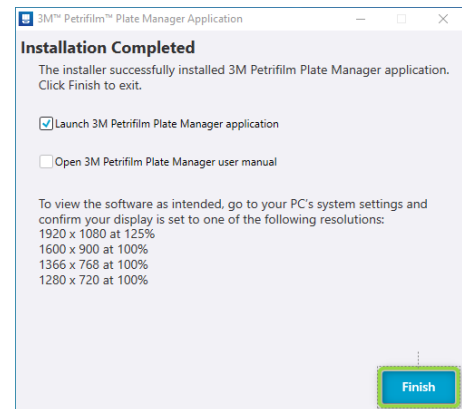 3M™ Petrifilm™ Plate Manager Application
Installation Completed
The installer successfully installed 3M Petrifilm Plate Manager application.
Click Finish to exit.
Launch 3M Petrifilm Plate Manager application
Open 3M Petrifilm Plate Manager user manual
To view the software as intended, go to your PC's system settings and
confirm your display is set to one of the following resolutions:
1920 x 1080 at 125%
1600 x 900 at 100%
1366 x 768 at 100%
1280 x 720 at 100%
Finish